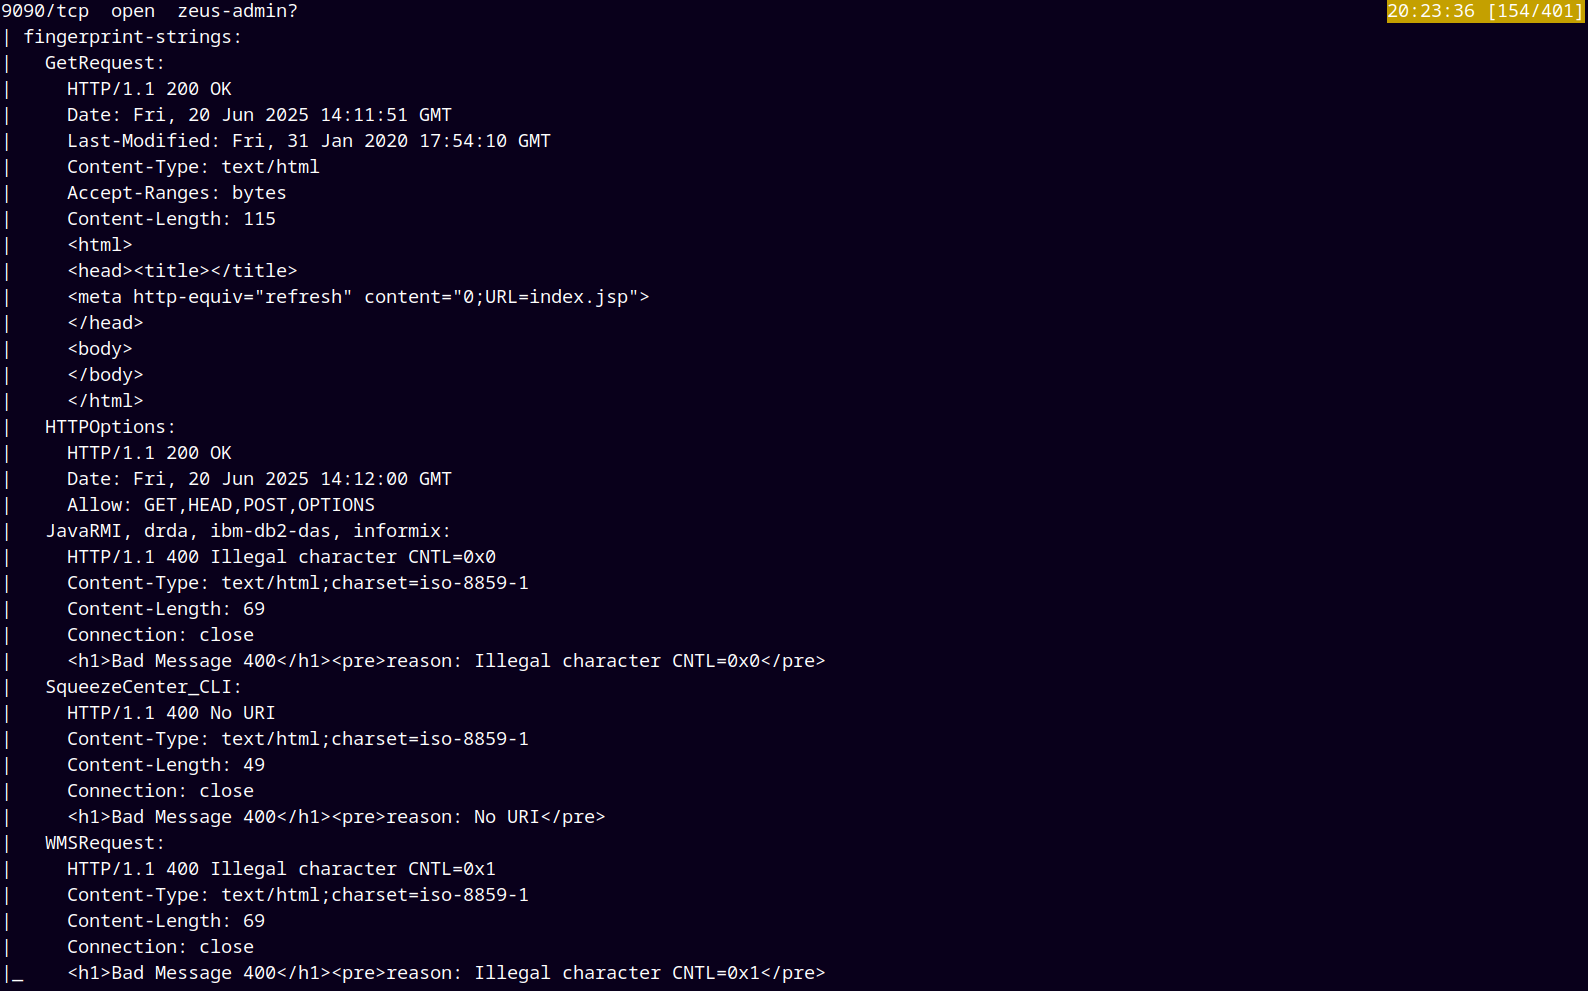 9090/tcp  open  zeus-admin?                                                                                                   20:23:36 [154/401]
| fingerprint-strings:
|   GetRequest:
|     HTTP/1.1 200 OK
|     Date: Fri, 20 Jun 2025 14:11:51 GMT
|     Last-Modified: Fri, 31 Jan 2020 17:54:10 GMT
|     Content-Type: text/html
|     Accept-Ranges: bytes
|     Content-Length: 115
|     <html>
|     <head><title></title>
|     <meta http-equiv="refresh" content="0;URL=index.jsp">
|     </head>
|     <body>
|     </body>
|     </html>
|   HTTPOptions:
|     HTTP/1.1 200 OK
|     Date: Fri, 20 Jun 2025 14:12:00 GMT
|     Allow: GET,HEAD,POST,OPTIONS
|   JavaRMI, drda, ibm-db2-das, informix:
|     HTTP/1.1 400 Illegal character CNTL=0x0
|     Content-Type: text/html;charset=iso-8859-1
|     Content-Length: 69
|     Connection: close
|     <h1>Bad Message 400</h1><pre>reason: Illegal character CNTL=0x0</pre>
|   SqueezeCenter_CLI:
|     HTTP/1.1 400 No URI
|     Content-Type: text/html;charset=iso-8859-1
|     Content-Length: 49
|     Connection: close
|     <h1>Bad Message 400</h1><pre>reason: No URI</pre>
|   WMSRequest:
|     HTTP/1.1 400 Illegal character CNTL=0x1
|     Content-Type: text/html;charset=iso-8859-1
|     Content-Length: 69
|     Connection: close
|_    <h1>Bad Message 400</h1><pre>reason: Illegal character CNTL=0x1</pre>